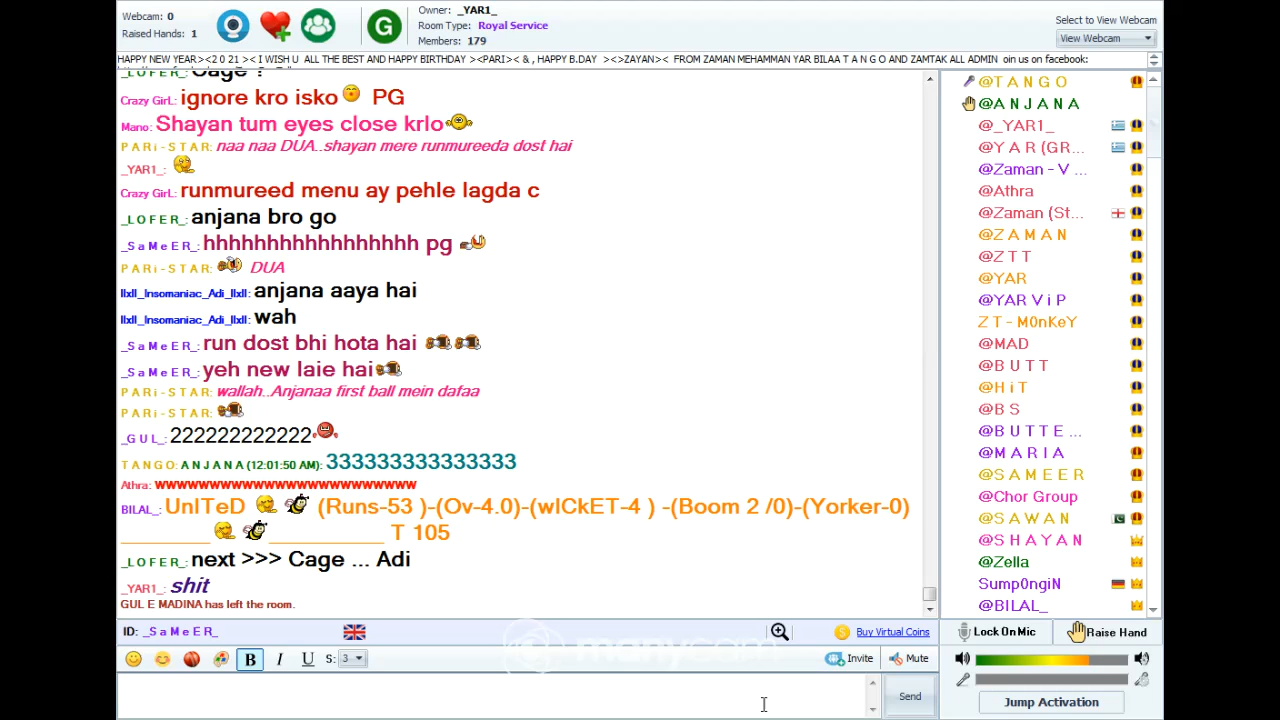 Webcam: 0
Raised Hands: 1
G
Owner: _YAR1_
Room Type: Royal Service
Members: 179
Select to View Webcam
View Webcam
HAPPY NEW YEAR><2 0 21 >< I WISH U ALL THE BEST AND HAPPY BIRTHDAY ><PARI>< & , HAPPY B.DAY <>ZAYAN>< FROM ZAMAN MEHAMMAN YAR BILAA T A N G O AND ZAMTAK ALL ADMIN oin us on facebook:
_LOFER_: Cage ?
Crazy GirL: ignore kro isko PG
Mano: Shayan tum eyes close krlo
PARi-STAR: naa naa DUA..shayan mere runmureeda dost hai
_YAR1_:
Crazy GirL: runmureed menu ay pehle lagda c
_LOFER_: anjana bro go
_SaMeER_: hhhhhhhhhhhhhhhhh pg
PARi-STAR: DUA
IlxIl_Insomaniac_Adi_IlxIl: anjana aaya hai
IlxIl_Insomaniac_Adi_IlxIl: wah
_SaMeER_: run dost bhi hota hai
_SaMeER_: yeh new laie hai
PARi-STAR: wallah..Anjanaa first ball mein dafaa
PARi-STAR:
_GUL_: 222222222222
TANGO: ANJANA (12:01:50 AM): 333333333333333
Athra: wwwwwwwwwwwwwwwwwwwwwwww
BILAL_: UnITeD (Runs-53 )-(Ov-4.0)-(wICkET-4 ) -(Boom 2 /0)-(Yorker-0)
_________ ____________ T 105
_LOFER_: next >>> Cage ... Adi
_YAR1_: shit
GUL E MADINA has left the room.
@T A N G O
@A N J A N A
@_YAR1_
@Y A R (GR...
@Zaman - V ...
@Athra
@Zaman (St...
@Z A M A N
@Z T T
@YAR
@YAR V i P
Z T - M0nKeY
@MAD
@B U T T
@H i T
@B S
@B U T T E ...
@M A R I A
@S A M E E R
@Chor Group
@S A W A N
@S H A Y A N
@Zella
Sump0ngiN
@BILAL_
ID: _SaMeER_
Buy Virtual Coins
Lock On Mic
Raise Hand
B
I
U
S: 3
manycam
Invite
Mute
Send
Jump Activation